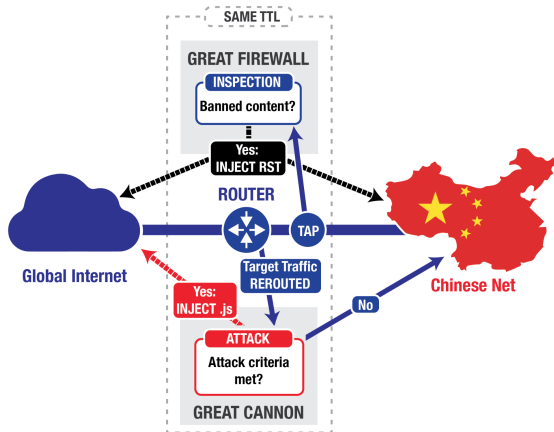 SAME TTL
GREAT FIREWALL
INSPECTION
Banned content?
Yes:
INJECT RST
ROUTER
TAP
Global Internet
Target Traffic
REROUTED
Chinese Net
Yes:
INJECT .js
No
ATTACK
Attack criteria
met?
GREAT CANNON